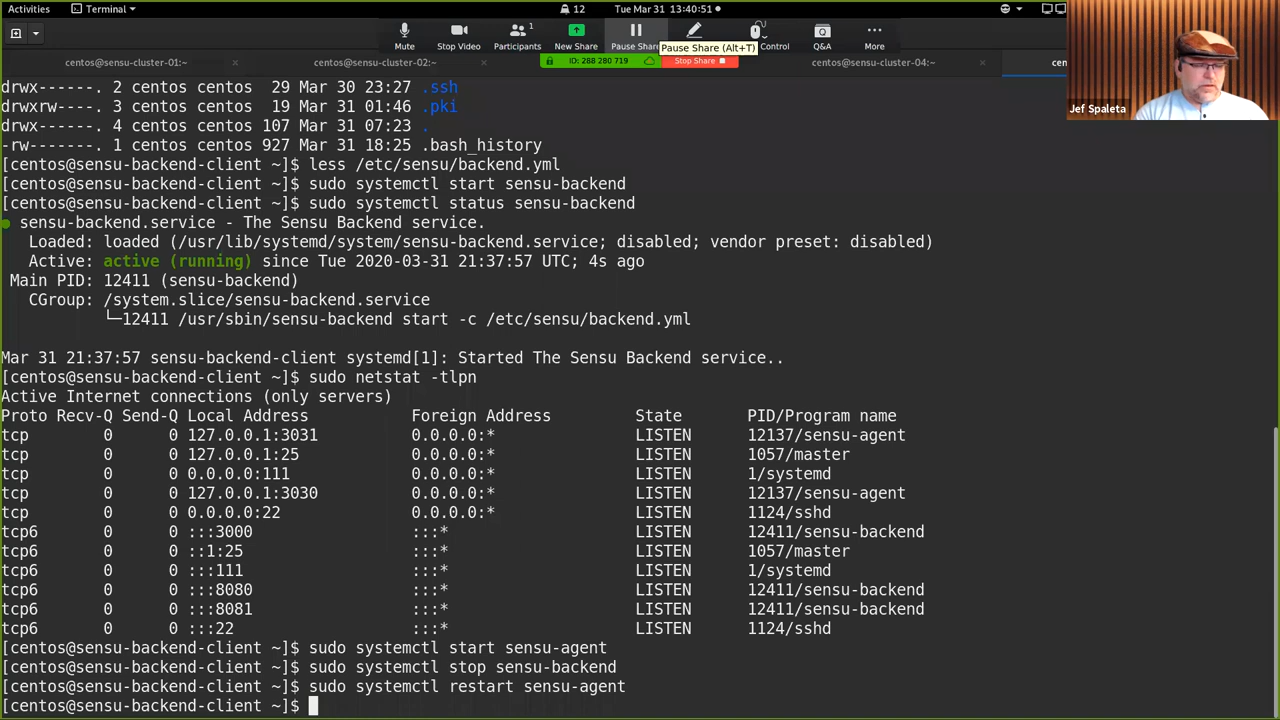 Activities
Terminal
12
Tue Mar 31 13:40:51
Mute
Stop Video
1
Participants
New Share
Pause Share
Control
Q&A
More
Pause Share (Alt+T)
ID: 288 280 719
Stop Share
centos@sensu-cluster-01:~
centos@sensu-cluster-02:~
centos@sensu-cluster-04:~
cen
Jef Spaleta
drwx------. 2 centos centos  29 Mar 30 23:27 .ssh
drwxrw----. 3 centos centos  19 Mar 31 01:46 .pki
drwx------. 4 centos centos 107 Mar 31 07:23 .
-rw-------. 1 centos centos 927 Mar 31 18:25 .bash_history
[centos@sensu-backend-client ~]$ less /etc/sensu/backend.yml
[centos@sensu-backend-client ~]$ sudo systemctl start sensu-backend
[centos@sensu-backend-client ~]$ sudo systemctl status sensu-backend
● sensu-backend.service - The Sensu Backend service.
Loaded: loaded (/usr/lib/systemd/system/sensu-backend.service; disabled; vendor preset: disabled)
Active: active (running) since Tue 2020-03-31 21:37:57 UTC; 4s ago
Main PID: 12411 (sensu-backend)
CGroup: /system.slice/sensu-backend.service
└─12411 /usr/sbin/sensu-backend start -c /etc/sensu/backend.yml
Mar 31 21:37:57 sensu-backend-client systemd[1]: Started The Sensu Backend service..
[centos@sensu-backend-client ~]$ sudo netstat -tlpn
Active Internet connections (only servers)
Proto Recv-Q Send-Q Local Address           Foreign Address         State       PID/Program name
tcp        0      0 127.0.0.1:3031          0.0.0.0:*               LISTEN      12137/sensu-agent
tcp        0      0 127.0.0.1:25            0.0.0.0:*               LISTEN      1057/master
tcp        0      0 0.0.0.0:111             0.0.0.0:*               LISTEN      1/systemd
tcp        0      0 127.0.0.1:3030          0.0.0.0:*               LISTEN      12137/sensu-agent
tcp        0      0 0.0.0.0:22              0.0.0.0:*               LISTEN      1124/sshd
tcp6       0      0 :::3000                 :::*                    LISTEN      12411/sensu-backend
tcp6       0      0 ::1:25                  :::*                    LISTEN      1057/master
tcp6       0      0 :::111                  :::*                    LISTEN      1/systemd
tcp6       0      0 :::8080                 :::*                    LISTEN      12411/sensu-backend
tcp6       0      0 :::8081                 :::*                    LISTEN      12411/sensu-backend
tcp6       0      0 :::22                   :::*                    LISTEN      1124/sshd
[centos@sensu-backend-client ~]$ sudo systemctl start sensu-agent
[centos@sensu-backend-client ~]$ sudo systemctl stop sensu-backend
[centos@sensu-backend-client ~]$ sudo systemctl restart sensu-agent
[centos@sensu-backend-client ~]$